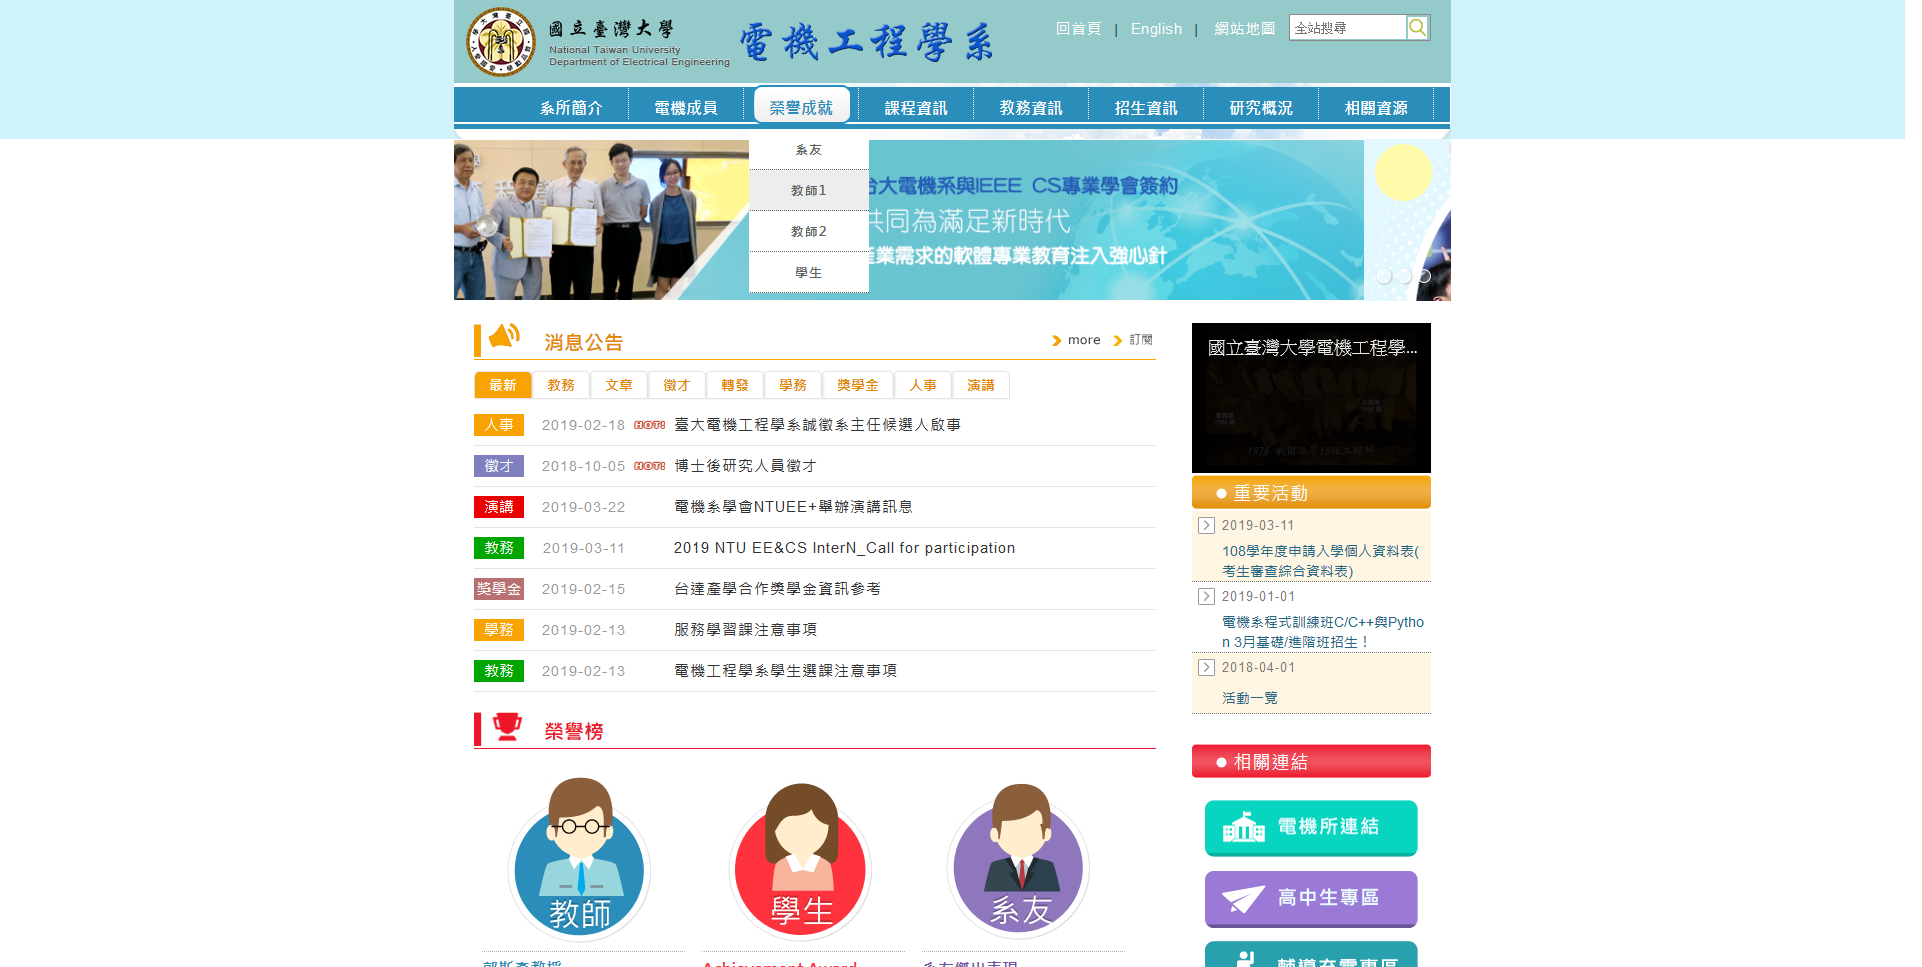 國立臺灣大學
National Taiwan University
Department of Electrical Engineering
電機工程學系
回首頁 | English | 網站地圖
全站搜尋
系所簡介 電機成員 榮譽成就 課程資訊 教務資訊 招生資訊 研究概況 相關資源
系友
教師1
教師2
學生
台大電機系與IEEE CS專業學會簽約
共同為滿足新時代
產業需求的軟體專業教育注入強心針
消息公告
more 訂閱
最新 教務 文章 徵才 轉發 學務 獎學金 人事 演講
人事 2019-02-18 HOT! 臺大電機工程學系誠徵系主任候選人啟事
徵才 2018-10-05 HOT! 博士後研究人員徵才
演講 2019-03-22 電機系學會NTUEE+舉辦演講訊息
教務 2019-03-11 2019 NTU EE&CS InterN_Call for participation
獎學金 2019-02-15 台達產學合作獎學金資訊參考
學務 2019-02-13 服務學習課注意事項
教務 2019-02-13 電機工程學系學生選課注意事項
榮譽榜
教師
學生
系友
郭斯彥教授
Achievement Award
系友傑出表現
國立臺灣大學電機工程學...
重要活動
2019-03-11
108學年度申請入學個人資料表(
考生審查綜合資料表)
2019-01-01
電機系程式訓練班C/C++與Pytho
n 3月基礎/進階班招生！
2018-04-01
活動一覽
相關連結
電機所連結
高中生專區
輔導充電專區